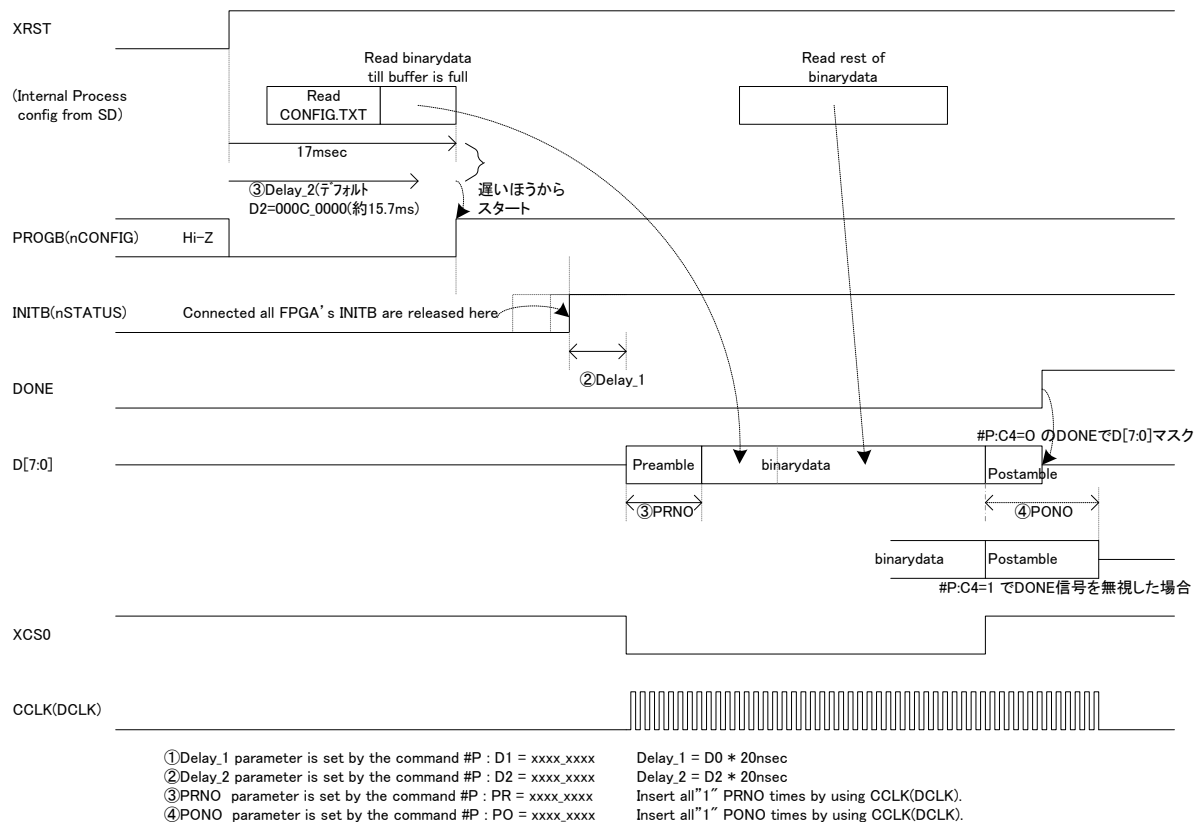 XRST
Read binarydata
till buffer is full
Read rest of
binarydata
(Internal Process
config from SD)
Read
CONFIG.TXT
17msec
③Delay_2(デフォルト
D2=000C_0000(約15.7ms)
遅いほうから
スタート
PROGB(nCONFIG)
Hi-Z
INITB(nSTATUS)
Connected all FPGA's INITB are released here
②Delay_1
DONE
#P:C4=0 のDONEでD[7:0]マスク
D[7:0]
Preamble
binarydata
Postamble
③PRNO
④PONO
binarydata
Postamble
#P:C4=1 でDONE信号を無視した場合
XCS0
CCLK(DCLK)
①Delay_1 parameter is set by the command #P : D1 = xxxx_xxxx Delay_1 = D0 * 20nsec
②Delay_2 parameter is set by the command #P : D2 = xxxx_xxxx Delay_2 = D2 * 20nsec
③PRNO parameter is set by the command #P : PR = xxxx_xxxx Insert all"1" PRNO times by using CCLK(DCLK).
④PONO parameter is set by the command #P : PO = xxxx_xxxx Insert all"1" PONO times by using CCLK(DCLK).